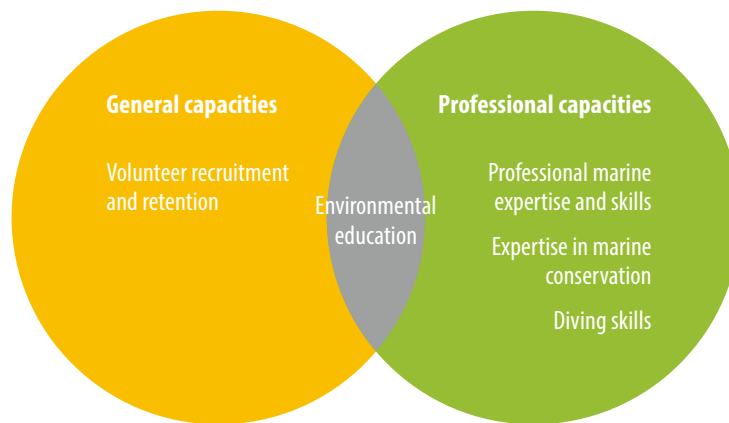 General capacities
Volunteer recruitment
and retention
Environmental
education
Professional capacities
Professional marine
expertise and skills
Expertise in marine
conservation
Diving skills